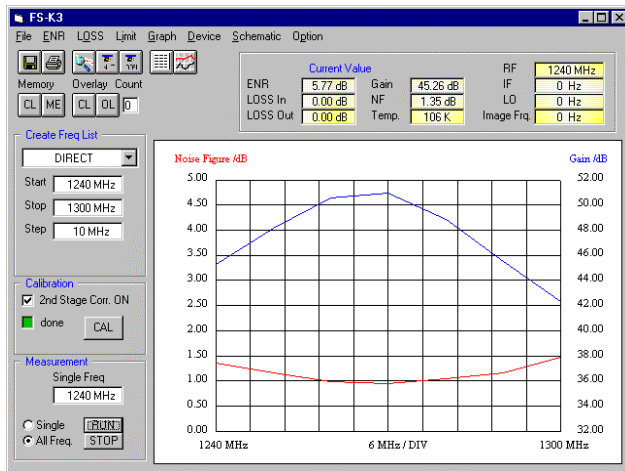 FS-K3
File ENR LOSS Limit Graph Device Schematic Option
Memory Overlay Count
CL ME CL OL 0
Current Value
ENR 5.77 dB Gain 45.26 dB
LOSS In 0.00 dB NF 1.35 dB
LOSS Out 0.00 dB Temp. 106 K
RF 1240 MHz
IF 0 Hz
LO 0 Hz
Image Frq. 0 Hz
Create Freq List
DIRECT
Start 1240 MHz
Stop 1300 MHz
Step 10 MHz
Calibration
2nd Stage Corr. ON
done CAL
Measurement
Single Freq
1240 MHz
Single RUN
All Freq. STOP
Noise Figure /dB Gain /dB
5.00 52.00
4.50 50.00
4.00 48.00
3.50 46.00
3.00 44.00
2.50 42.00
2.00 40.00
1.50 38.00
1.00 36.00
0.50 34.00
0.00 32.00
1240 MHz 6 MHz / DIV 1300 MHz